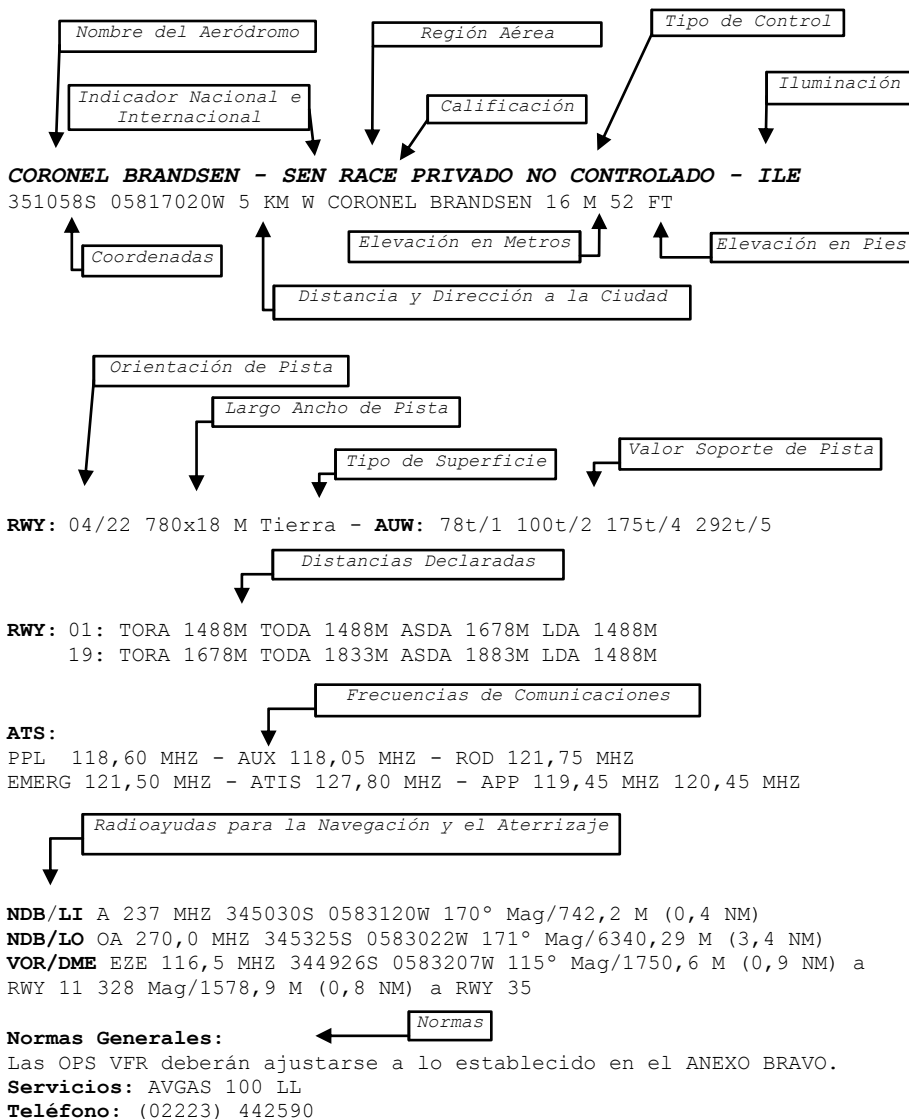 Nombre del Aeródromo
Región Aérea
Tipo de Control
Indicador Nacional e
Internacional
Calificación
Iluminación
CORONEL BRANDSEN - SEN RACE PRIVADO NO CONTROLADO - ILE
351058S 05817020W 5 KM W CORONEL BRANDSEN 16 M 52 FT
Coordenadas
Elevación en Metros
Elevación en Pies
Distancia y Dirección a la Ciudad
Orientación de Pista
Largo Ancho de Pista
Tipo de Superficie
Valor Soporte de Pista
RWY: 04/22 780x18 M Tierra - AUW: 78t/1 100t/2 175t/4 292t/5
Distancias Declaradas
RWY: 01: TORA 1488M TODA 1488M ASDA 1678M LDA 1488M
19: TORA 1678M TODA 1833M ASDA 1883M LDA 1488M
Frecuencias de Comunicaciones
ATS:
PPL 118,60 MHZ - AUX 118,05 MHZ - ROD 121,75 MHZ
EMERG 121,50 MHZ - ATIS 127,80 MHZ - APP 119,45 MHZ 120,45 MHZ
Radioayudas para la Navegación y el Aterrizaje
NDB/LI A 237 MHZ 345030S 0583120W 170º Mag/742,2 M (0,4 NM)
NDB/LO OA 270,0 MHZ 345325S 0583022W 171º Mag/6340,29 M (3,4 NM)
VOR/DME EZE 116,5 MHZ 344926S 0583207W 115º Mag/1750,6 M (0,9 NM) a
RWY 11 328 Mag/1578,9 M (0,8 NM) a RWY 35
Normas
Normas Generales:
Las OPS VFR deberán ajustarse a lo establecido en el ANEXO BRAVO.
Servicios: AVGAS 100 LL
Teléfono: (02223) 442590